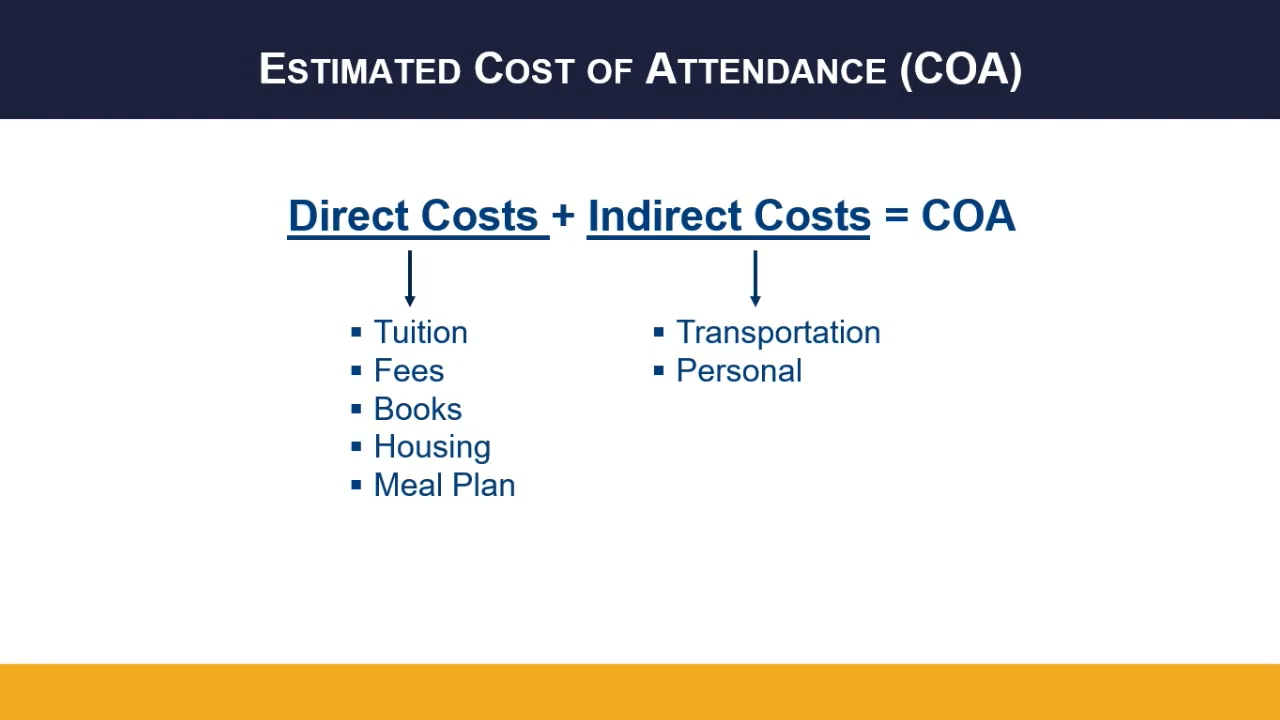 ESTIMATED COST OF ATTENDANCE (COA)
Direct Costs + Indirect Costs = COA
▪ Tuition
▪ Fees
▪ Books
▪ Housing
▪ Meal Plan
▪ Transportation
▪ Personal